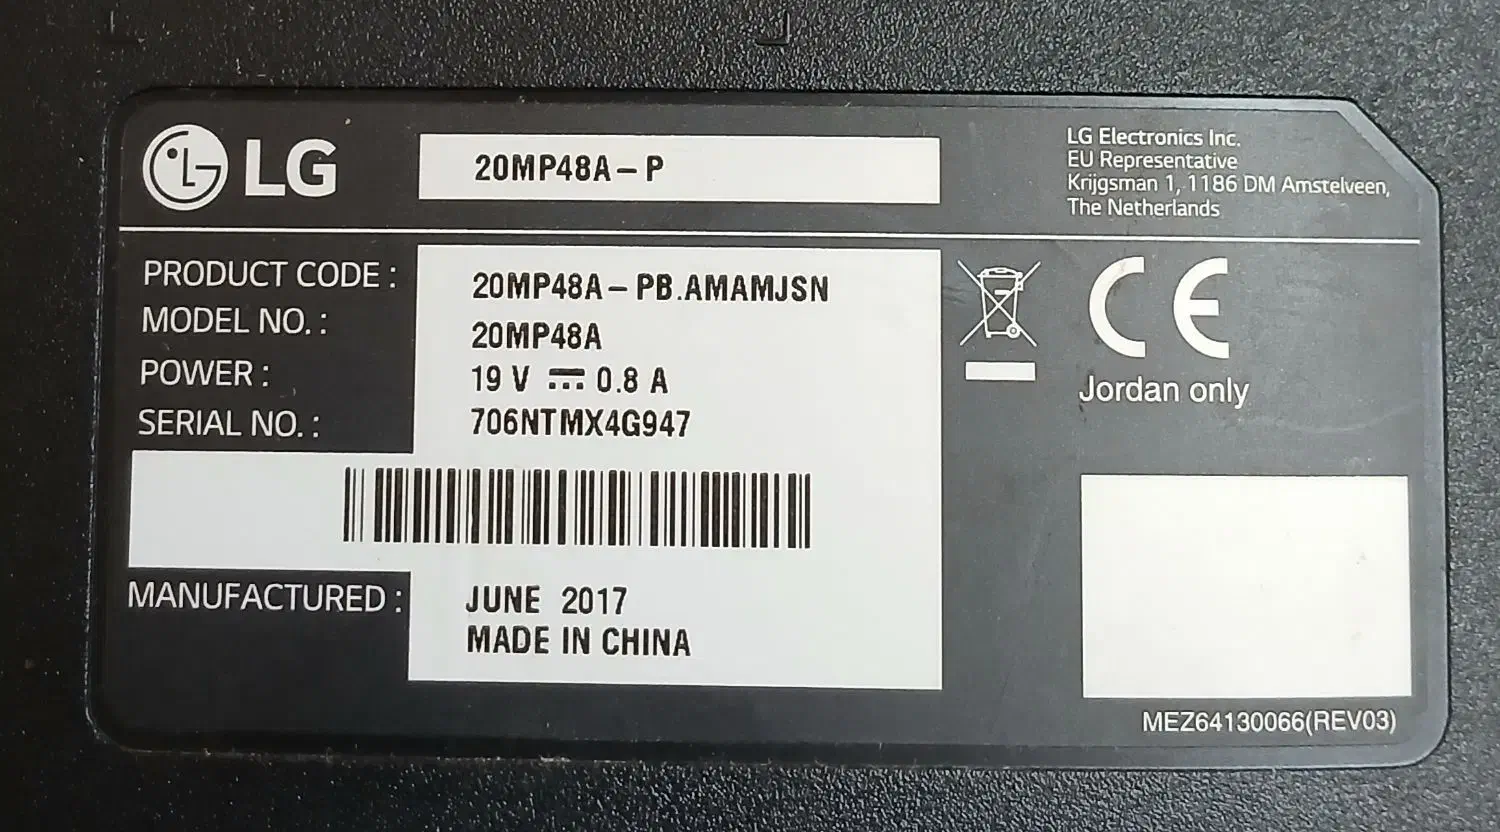 LG
20MP48A-P
LG Electronics Inc.
EU Representative
Krijgsman 1, 1186 DM Amstelveen,
The Netherlands
PRODUCT CODE : 20MP48A-PB.AMAMJSN
MODEL NO. : 20MP48A
POWER : 19 V ⎓ 0.8 A
SERIAL NO. : 706NTMX4G947
CE
Jordan only
MANUFACTURED : JUNE 2017
MADE IN CHINA
MEZ64130066(REV03)